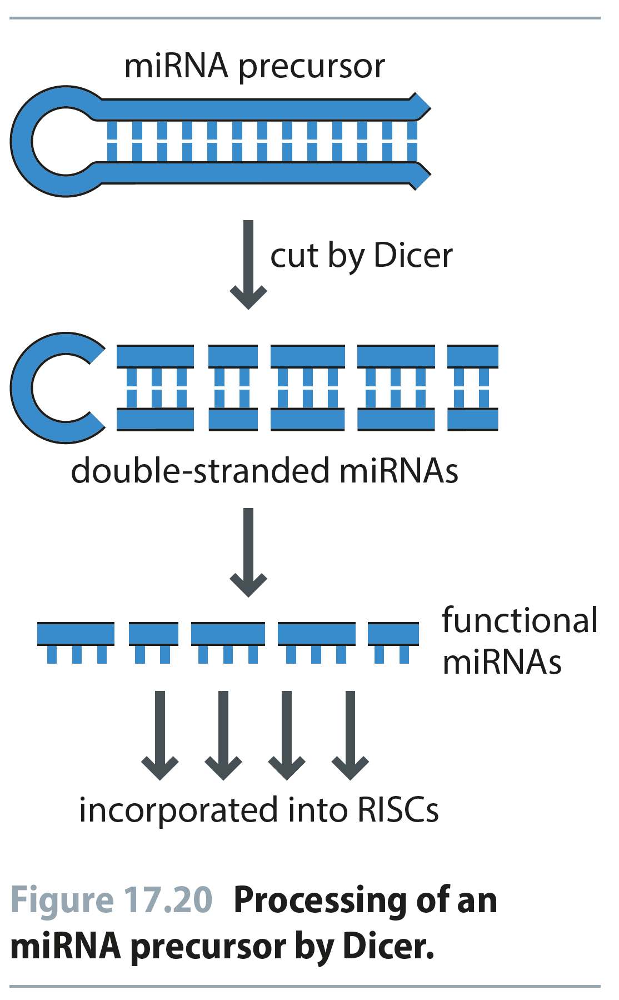 miRNA precursor
cut by Dicer
double-stranded miRNAs
functional
miRNAs
incorporated into RISCs
Figure 17.20 Processing of an
miRNA precursor by Dicer.